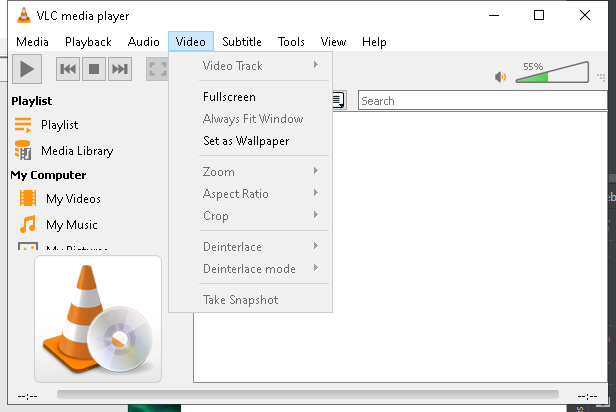 VLC media player
Media Playback Audio Video Subtitle Tools View Help
Video Track
55%
Fullscreen
Always Fit Window
Set as Wallpaper
Zoom
Aspect Ratio
Crop
Deinterlace
Deinterlace mode
Take Snapshot
Search
Playlist
Playlist
Media Library
My Computer
My Videos
My Music
My Pictures
--:-- --:--